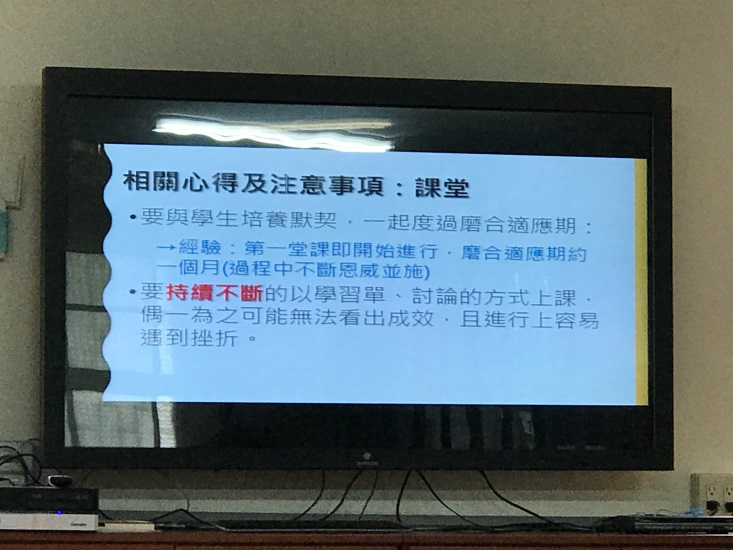 相關心得及注意事項：課堂
•要與學生培養默契，一起度過磨合適應期：
→經驗：第一堂課即開始進行，磨合適應期約
一個月(過程中不斷恩威並施)
•要持續不斷的以學習單、討論的方式上課，
偶一為之可能無法看出成效，且進行上容易
遇到挫折。